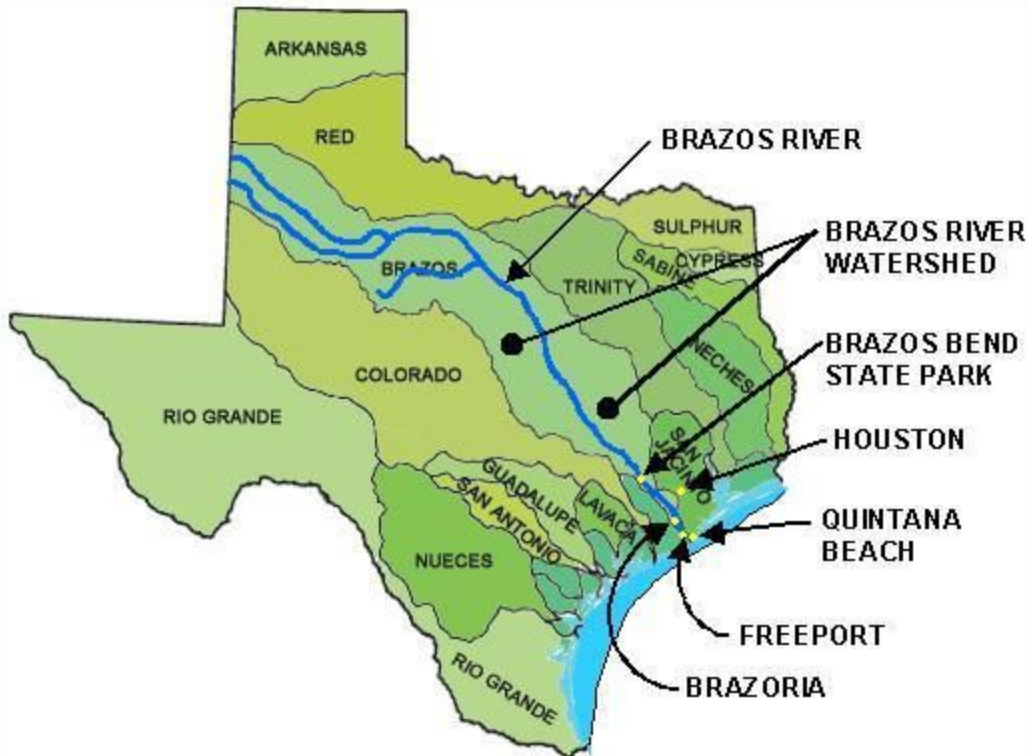 ARKANSAS
RED
BRAZOS RIVER
SULPHUR
BRAZOS RIVER
WATERSHED
CYPRESS
SABINE
BRAZOS
TRINITY
BRAZOS BEND
STATE PARK
NECHES
COLORADO
RIO GRANDE
SAN
JACINTO
HOUSTON
GUADALUPE
SAN ANTONIO
LAVACA
QUINTANA
BEACH
NUECES
FREEPORT
RIO GRANDE
BRAZORIA